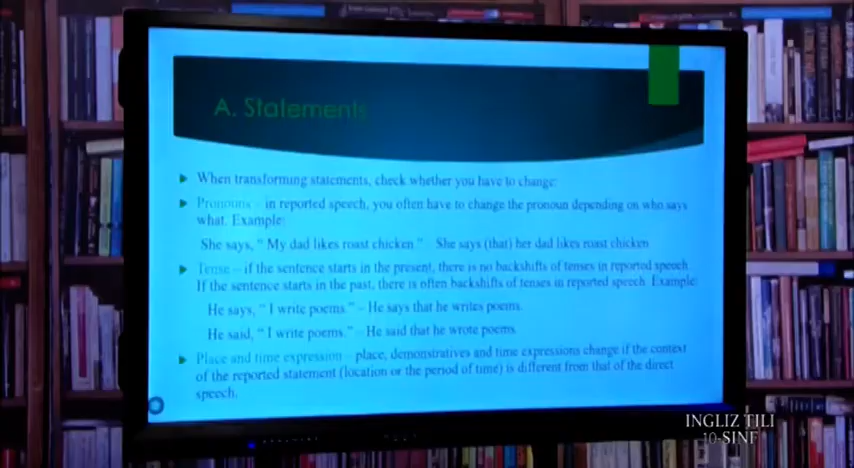 A. Statements
When transforming statements, check whether you have to change:
Pronouns – in reported speech, you often have to change the pronoun depending on who says
what. Example:
She says, “ My dad likes roast chicken ” – She says (that) her dad likes roast chicken
Tense – if the sentence starts in the present, there is no backshifts of tenses in reported speech.
If the sentence starts in the past, there is often backshifts of tenses in reported speech. Example:
He says, “ I write poems.” – He says that he writes poems.
He said, “ I write poems.” – He said that he wrote poems.
Place and time expression – place, demonstratives and time expressions change if the context
of the reported statement (location or the period of time) is different from that of the direct
speech.
INGLIZ TILI
10-SINF